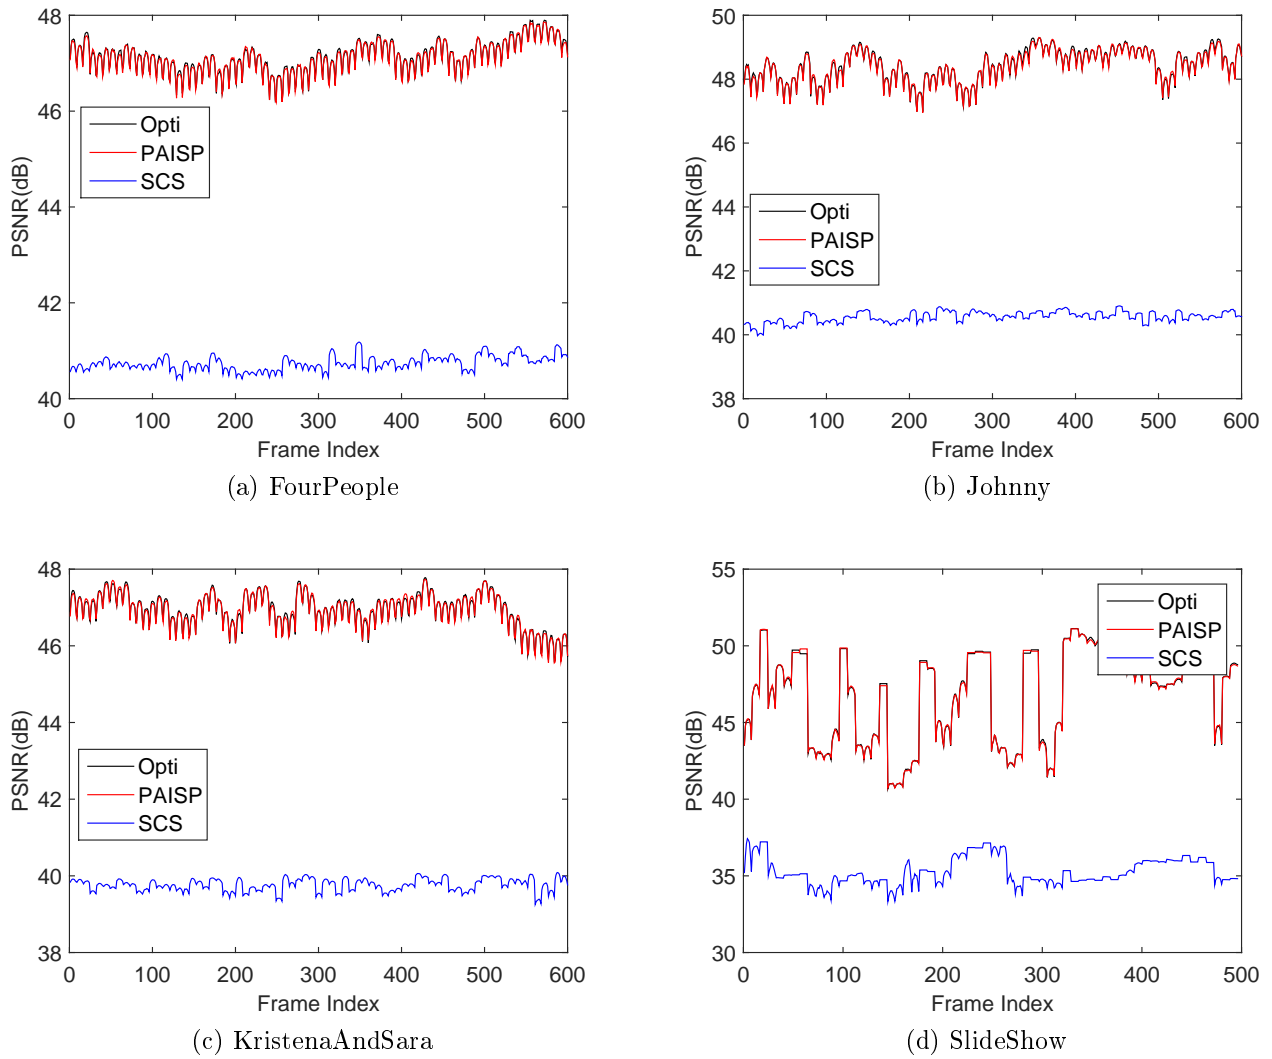 48
46
44
42
40
PSNR(dB)
Opti
PAISP
SCS
0 100 200 300 400 500 600
Frame Index
(a) FourPeople
50
48
46
44
42
40
38
PSNR(dB)
Opti
PAISP
SCS
0 100 200 300 400 500 600
Frame Index
(b) Johnny
48
46
44
42
40
38
PSNR(dB)
Opti
PAISP
SCS
0 100 200 300 400 500 600
Frame Index
(c) KristenaAndSara
55
50
45
40
35
30
PSNR(dB)
Opti
PAISP
SCS
0 100 200 300 400 500
Frame Index
(d) SlideShow